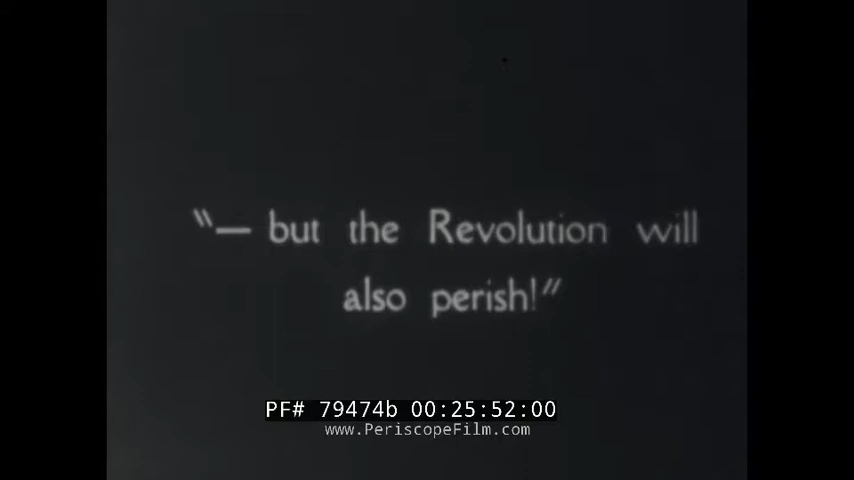 "— but the Revolution will
also perish!"
PF# 79474b 00:25:52:00
www.PeriscopeFilm.com